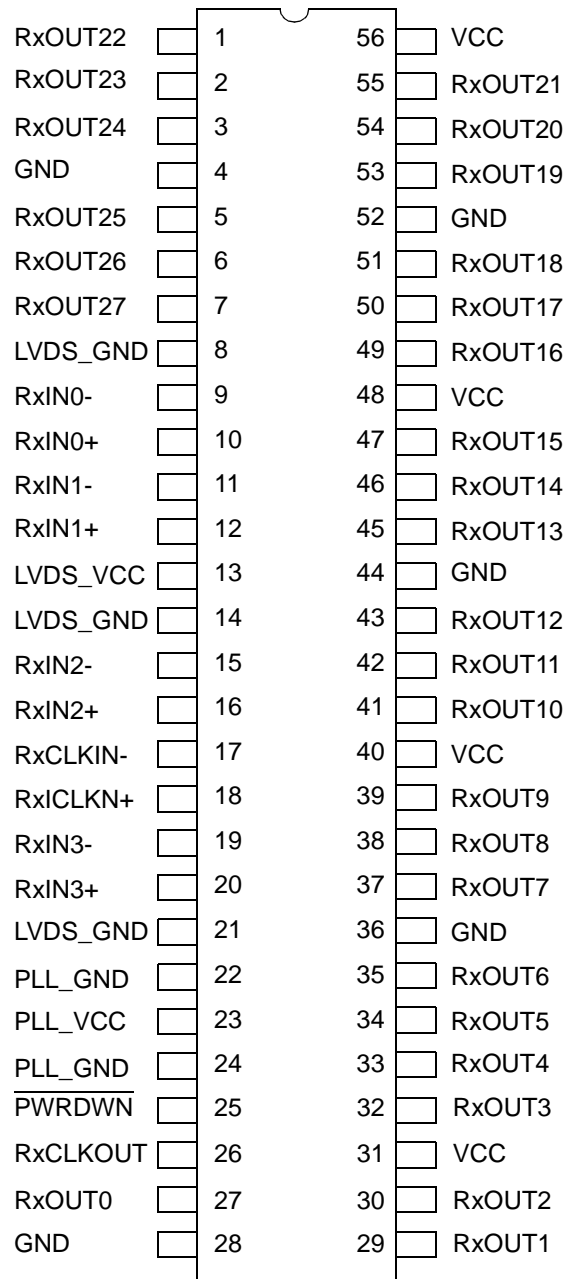 RxOUT22 1 56 VCC
RxOUT23 2 55 RxOUT21
RxOUT24 3 54 RxOUT20
GND 4 53 RxOUT19
RxOUT25 5 52 GND
RxOUT26 6 51 RxOUT18
RxOUT27 7 50 RxOUT17
LVDS_GND 8 49 RxOUT16
RxIN0- 9 48 VCC
RxIN0+ 10 47 RxOUT15
RxIN1- 11 46 RxOUT14
RxIN1+ 12 45 RxOUT13
LVDS_VCC 13 44 GND
LVDS_GND 14 43 RxOUT12
RxIN2- 15 42 RxOUT11
RxIN2+ 16 41 RxOUT10
RxCLKIN- 17 40 VCC
RxICLKN+ 18 39 RxOUT9
RxIN3- 19 38 RxOUT8
RxIN3+ 20 37 RxOUT7
LVDS_GND 21 36 GND
PLL_GND 22 35 RxOUT6
PLL_VCC 23 34 RxOUT5
PLL_GND 24 33 RxOUT4
PWRDWN 25 32 RxOUT3
RxCLKOUT 26 31 VCC
RxOUT0 27 30 RxOUT2
GND 28 29 RxOUT1